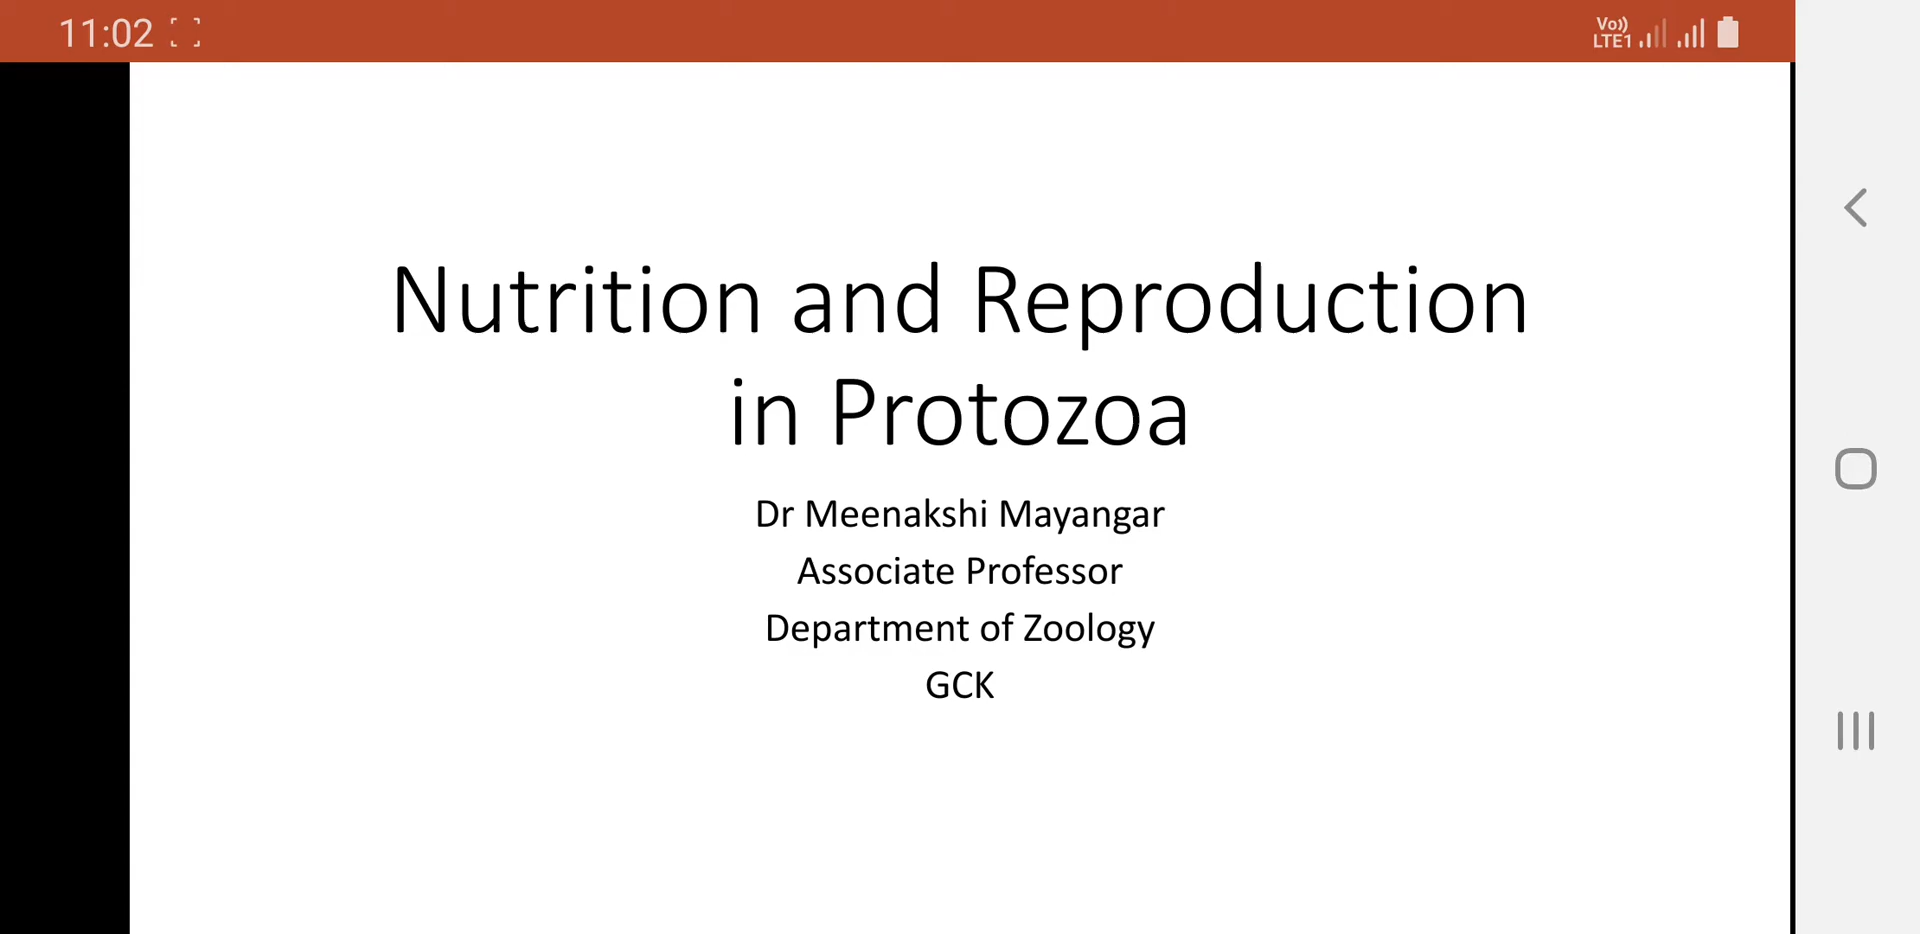 11:02
Vo))
LTE1
Nutrition and Reproduction
in Protozoa
Dr Meenakshi Mayangar
Associate Professor
Department of Zoology
GCK